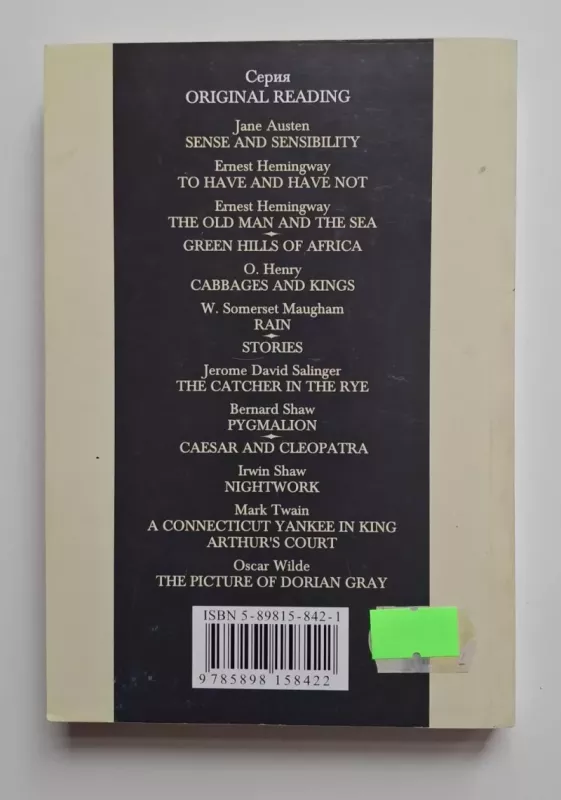 Серия
ORIGINAL READING
Jane Austen
SENSE AND SENSIBILITY
Ernest Hemingway
TO HAVE AND HAVE NOT
Ernest Hemingway
THE OLD MAN AND THE SEA
GREEN HILLS OF AFRICA
O. Henry
CABBAGES AND KINGS
W. Somerset Maugham
RAIN
STORIES
Jerome David Salinger
THE CATCHER IN THE RYE
Bernard Shaw
PYGMALION
CAESAR AND CLEOPATRA
Irwin Shaw
NIGHTWORK
Mark Twain
A CONNECTICUT YANKEE IN KING
ARTHUR'S COURT
Oscar Wilde
THE PICTURE OF DORIAN GRAY
ISBN 5-89815-842-1
9 785898 158422